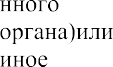 нного
органа)или
иное